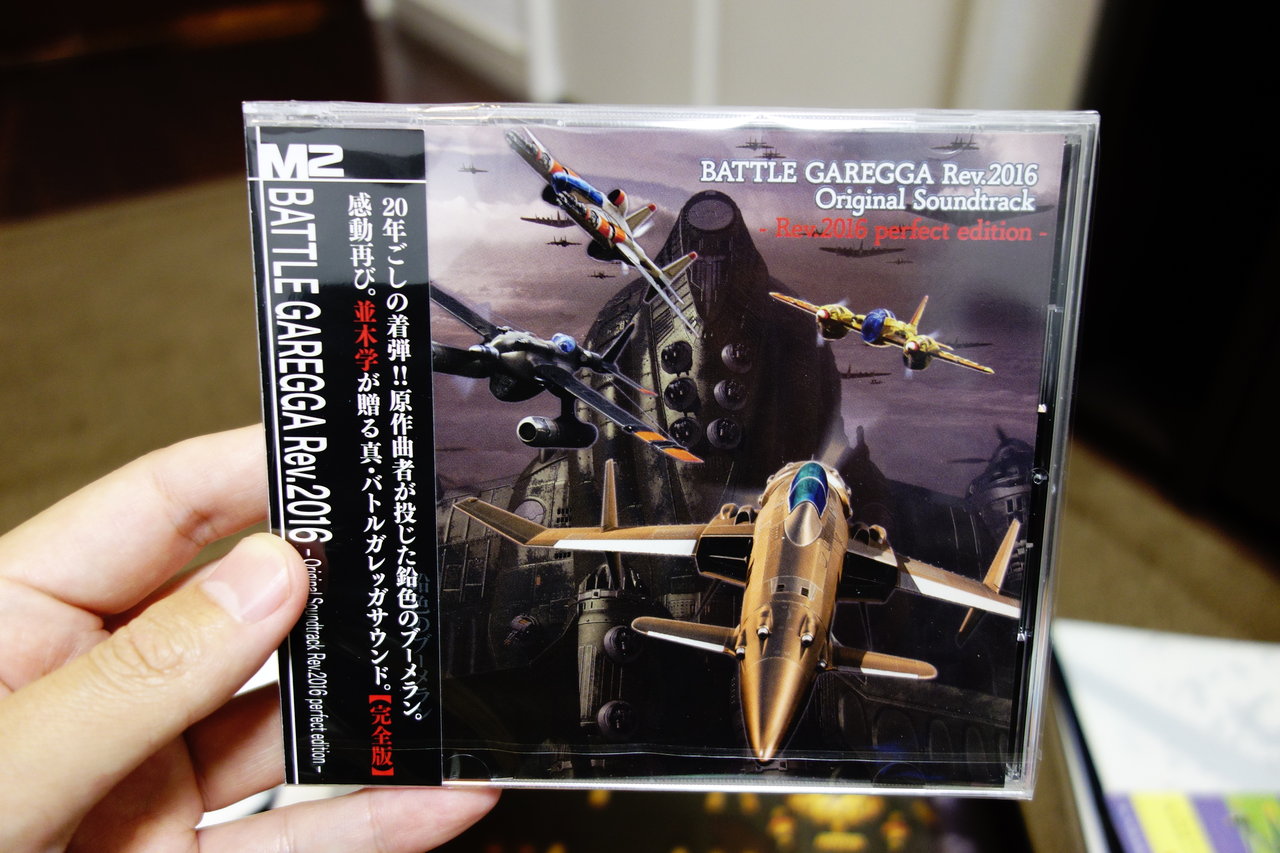 M2
BATTLE GAREGGA Rev.2016 - Original Soundtrack Rev.2016 perfect edition -
20年ごしの着弾!!原作曲者が投じた鉛色のブーメラン。
感動再び。並木学が贈る真・バトルガレッガサウンド。【完全版】
BATTLE GAREGGA Rev.2016
Original Soundtrack
- Rev.2016 perfect edition -